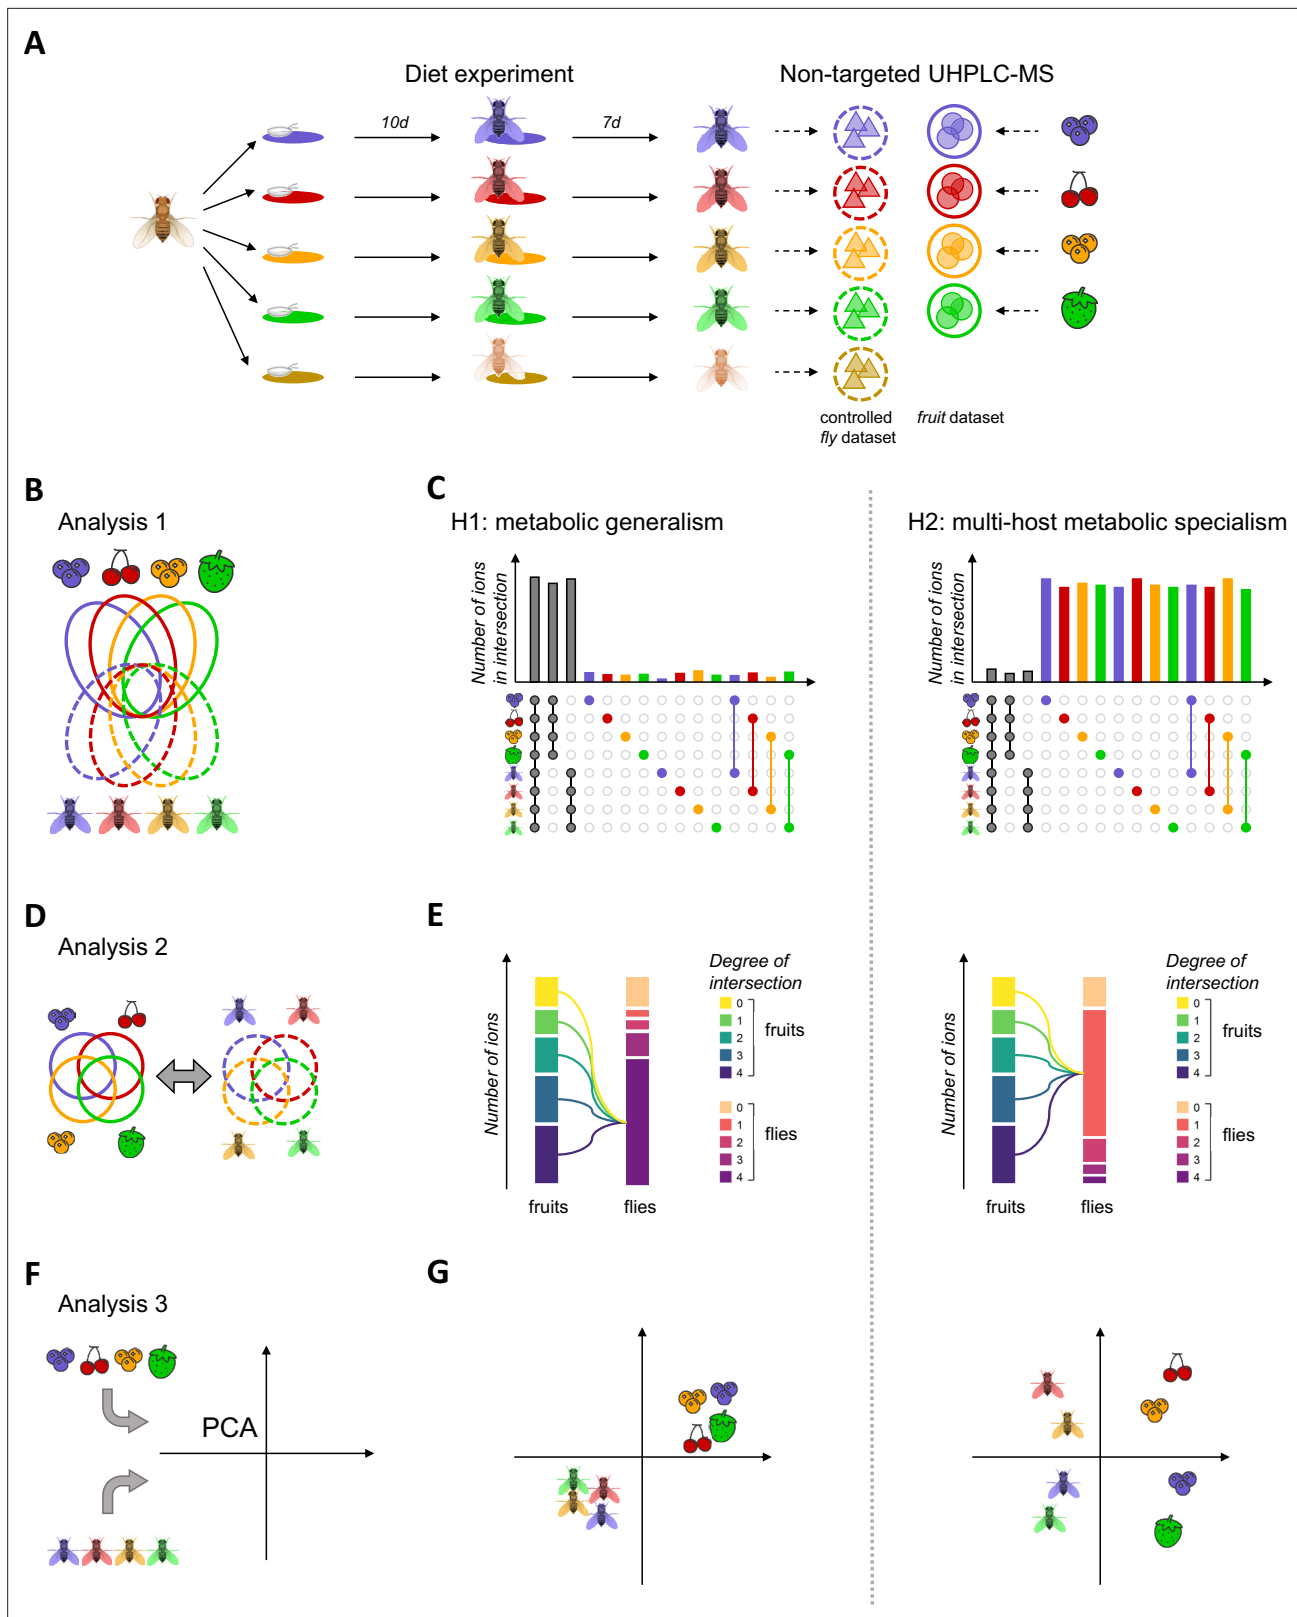 A
Diet experiment
Non-targeted UHPLC-MS
10d
7d
controlled
fly dataset
fruit dataset
B
Analysis 1
C
H1: metabolic generalism
H2: multi-host metabolic specialism
Number of ions
in intersection
Number of ions
in intersection
D
Analysis 2
E
Number of ions
fruits
flies
Degree of
intersection
0
1
2
3
4
fruits
0
1
2
3
4
flies
Number of ions
fruits
flies
Degree of
intersection
0
1
2
3
4
fruits
0
1
2
3
4
flies
F
Analysis 3
PCA
G